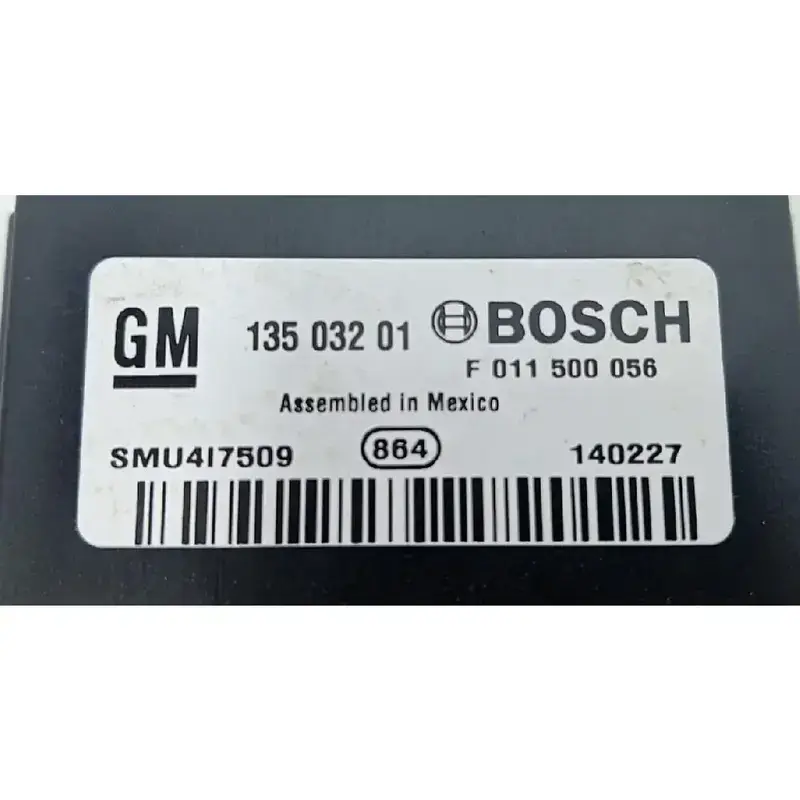 GM 135 032 01 BOSCH
F 011 500 056
Assembled in Mexico
SMU4I7509 864 140227